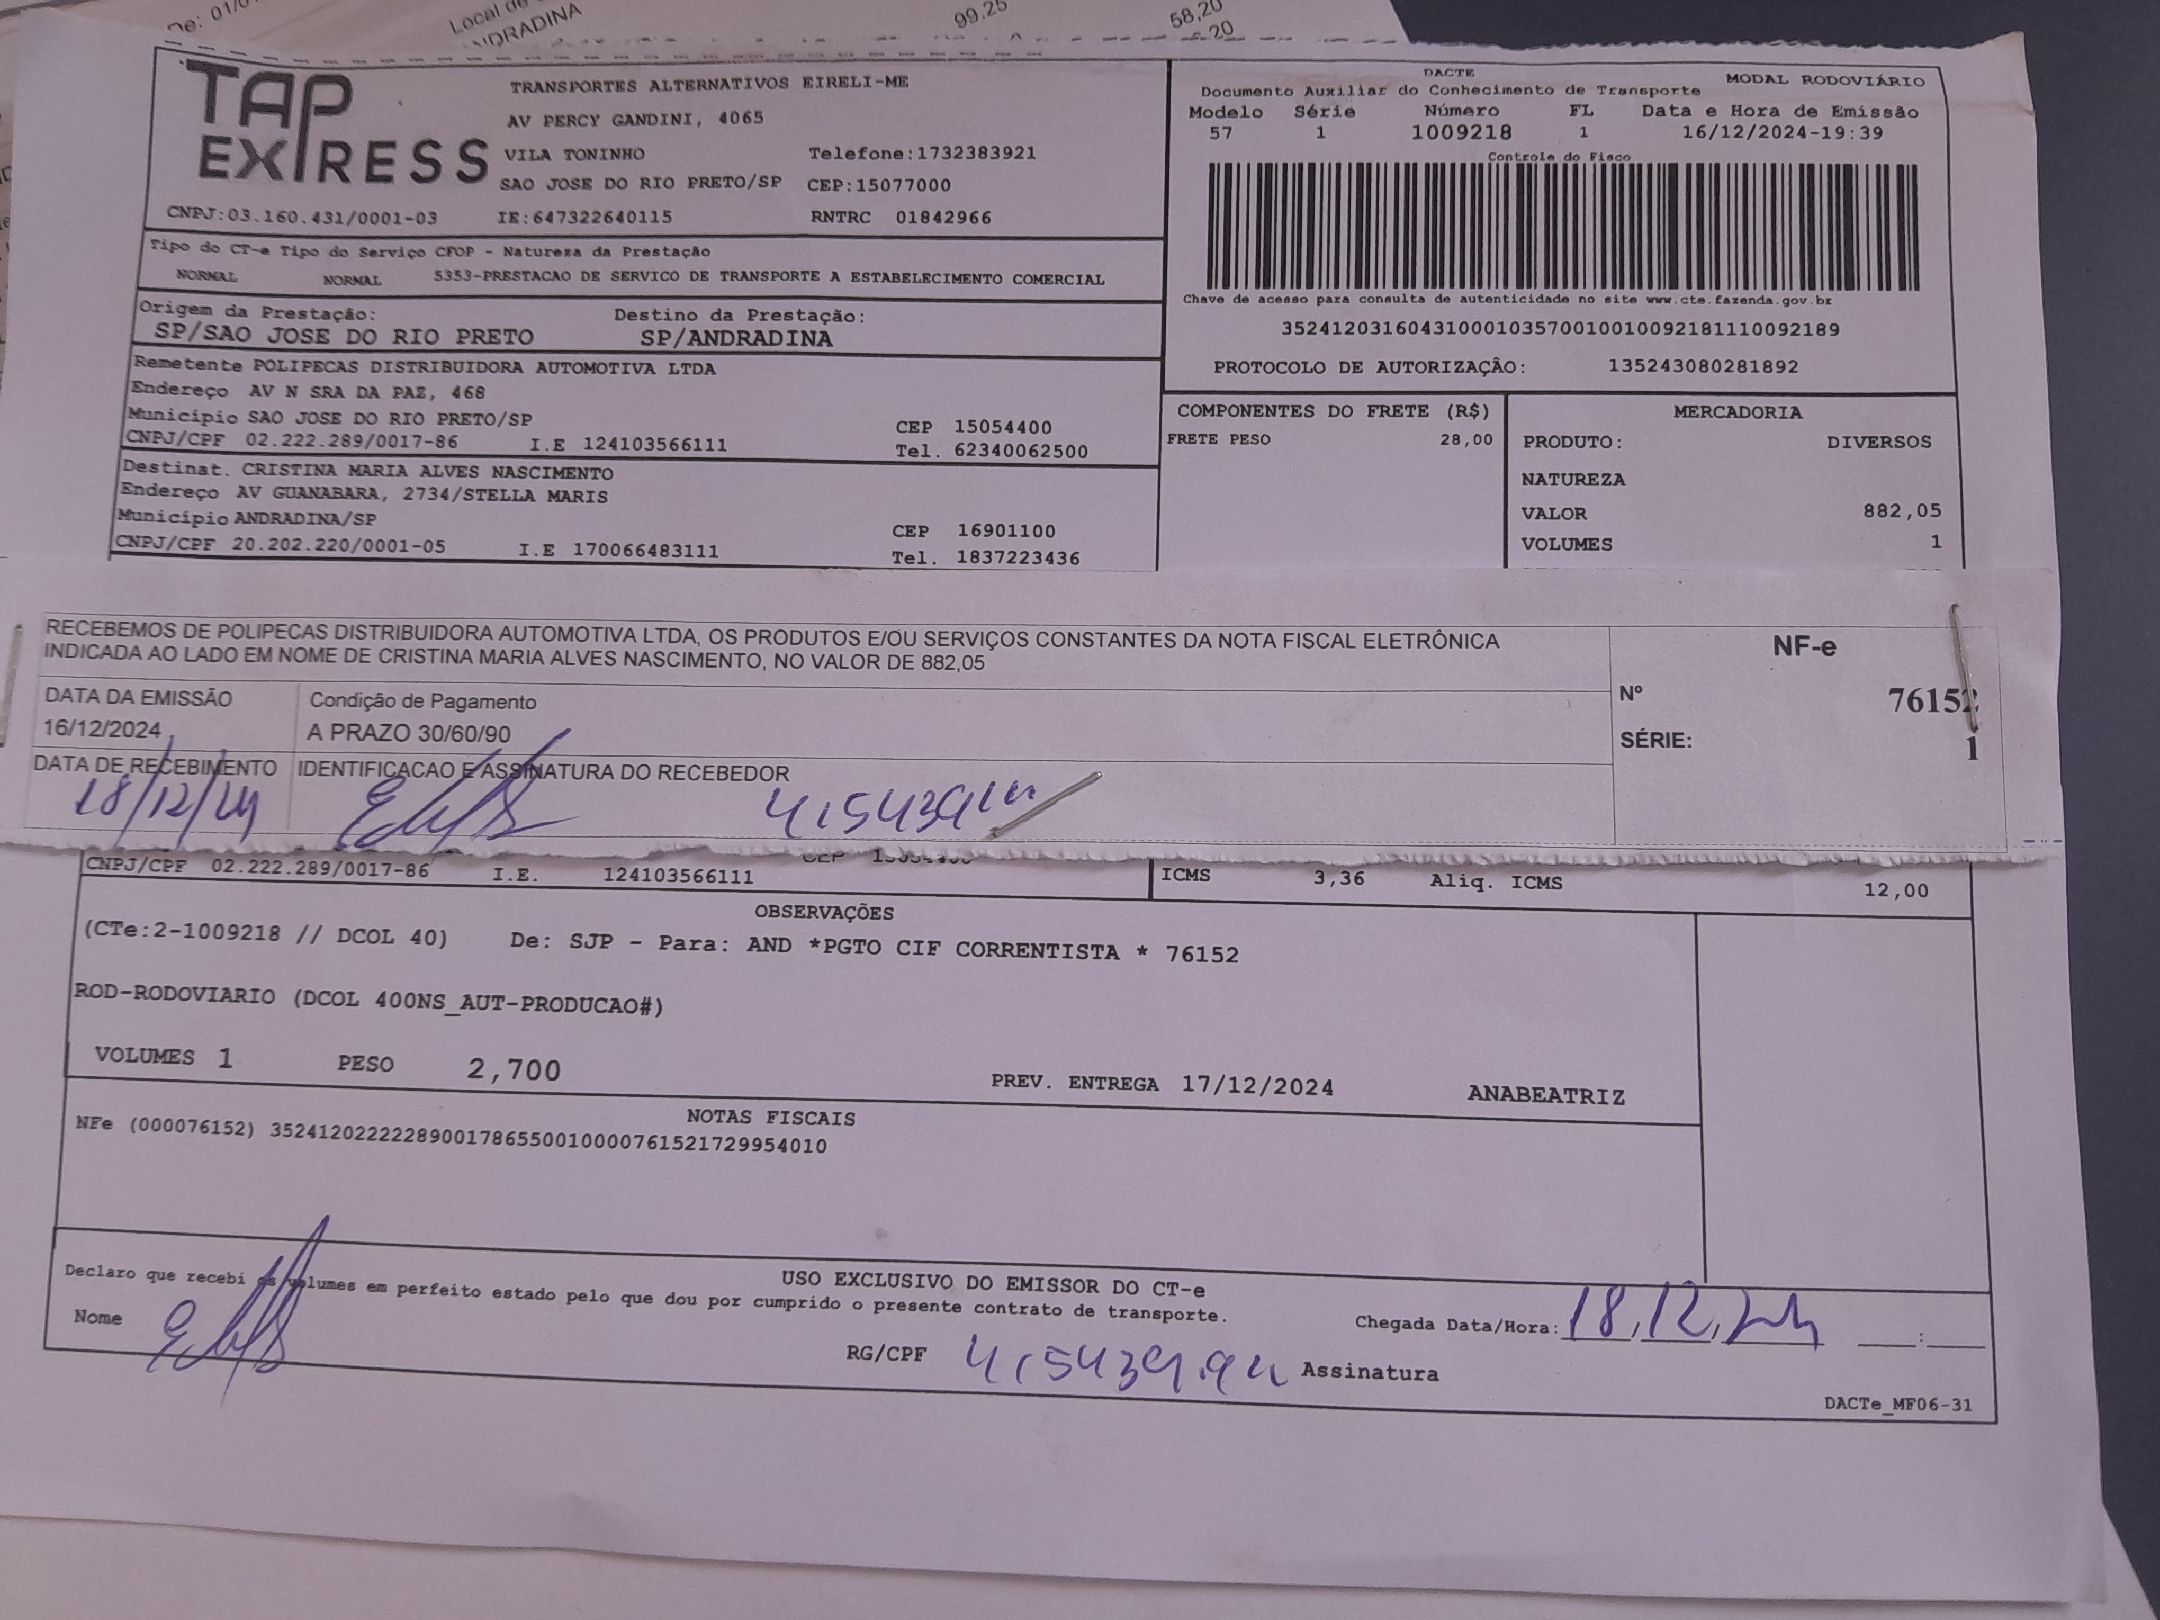 De: 01/0
Local de
ANDRADINA
99,25
58,20
TAP EXPRESS
TRANSPORTES ALTERNATIVOS EIRELI-ME
AV PERCY GANDINI, 4065
VILA TONINHO Telefone:1732383921
SAO JOSE DO RIO PRETO/SP CEP:15077000
CNPJ:03.160.431/0001-03 IE:647322640115 RNTRC 01842966
DACTE MODAL RODOVIÁRIO
Documento Auxiliar do Conhecimento de Transporte
Modelo Série Número FL Data e Hora de Emissão
57 1 1009218 1 16/12/2024-19:39
Controle do Fisco
Chave de acesso para consulta de autenticidade no site www.cte.fazenda.gov.br
35241203160431000103570010010092181110092189
PROTOCOLO DE AUTORIZAÇÃO: 135243080281892
Tipo do CT-e Tipo do Serviço CFOP - Natureza da Prestação
NORMAL NORMAL 5353-PRESTACAO DE SERVICO DE TRANSPORTE A ESTABELECIMENTO COMERCIAL
Origem da Prestação: Destino da Prestação:
SP/SAO JOSE DO RIO PRETO SP/ANDRADINA
Remetente POLIPECAS DISTRIBUIDORA AUTOMOTIVA LTDA
Endereço AV N SRA DA PAZ, 468
Município SAO JOSE DO RIO PRETO/SP CEP 15054400
CNPJ/CPF 02.222.289/0017-86 I.E 124103566111 Tel. 62340062500
Destinat. CRISTINA MARIA ALVES NASCIMENTO
Endereço AV GUANABARA, 2734/STELLA MARIS
Município ANDRADINA/SP CEP 16901100
CNPJ/CPF 20.202.220/0001-05 I.E 170066483111 Tel. 1837223436
COMPONENTES DO FRETE (R$)
FRETE PESO 28,00
MERCADORIA
PRODUTO: DIVERSOS
NATUREZA
VALOR 882,05
VOLUMES 1
RECEBEMOS DE POLIPECAS DISTRIBUIDORA AUTOMOTIVA LTDA, OS PRODUTOS E/OU SERVIÇOS CONSTANTES DA NOTA FISCAL ELETRÔNICA
INDICADA AO LADO EM NOME DE CRISTINA MARIA ALVES NASCIMENTO, NO VALOR DE 882,05
NF-e
Nº 76152
SÉRIE: 1
DATA DA EMISSÃO Condição de Pagamento
16/12/2024 A PRAZO 30/60/90
DATA DE RECEBIMENTO IDENTIFICACAO E ASSINATURA DO RECEBEDOR
18/12/24
CNPJ/CPF 02.222.289/0017-86 I.E. 124103566111
ICMS 3,36 Aliq. ICMS 12,00
OBSERVAÇÕES
(CTe:2-1009218 // DCOL 40) De: SJP - Para: AND *PGTO CIF CORRENTISTA * 76152
ROD-RODOVIARIO (DCOL 400NS_AUT-PRODUCAO#)
VOLUMES 1 PESO 2,700 PREV. ENTREGA 17/12/2024 ANABEATRIZ
NOTAS FISCAIS
NFe (000076152) 35241202222289001786550010000761521729954010
USO EXCLUSIVO DO EMISSOR DO CT-e
Declaro que recebi os volumes em perfeito estado pelo que dou por cumprido o presente contrato de transporte.
Nome RG/CPF Assinatura
Chegada Data/Hora: 18,12,24 :
DACTe_MF06-31